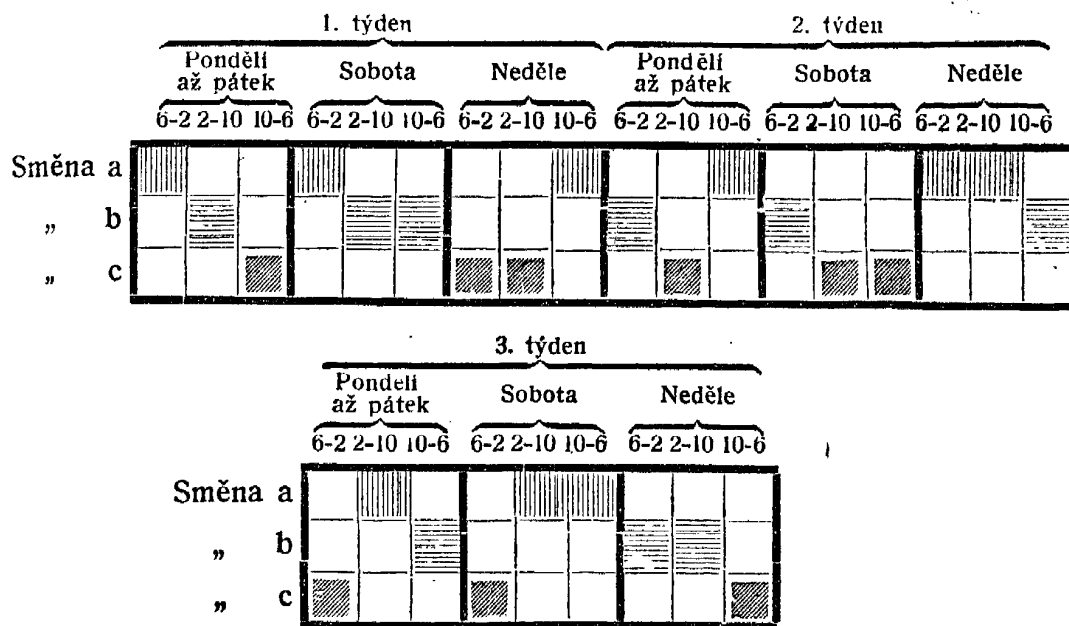 1. týden 2. týden
Pondělí až pátek Sobota Neděle Pondělí až pátek Sobota Neděle
6-2 2-10 10-6 6-2 2-10 10-6 6-2 2-10 10-6 6-2 2-10 10-6 6-2 2-10 10-6 6-2 2-10 10-6
Směna a
„ b
„ c
3. týden
Pondělí až pátek Sobota Neděle
6-2 2-10 10-6 6-2 2-10 10-6 6-2 2-10 10-6
Směna a
„ b
„ c